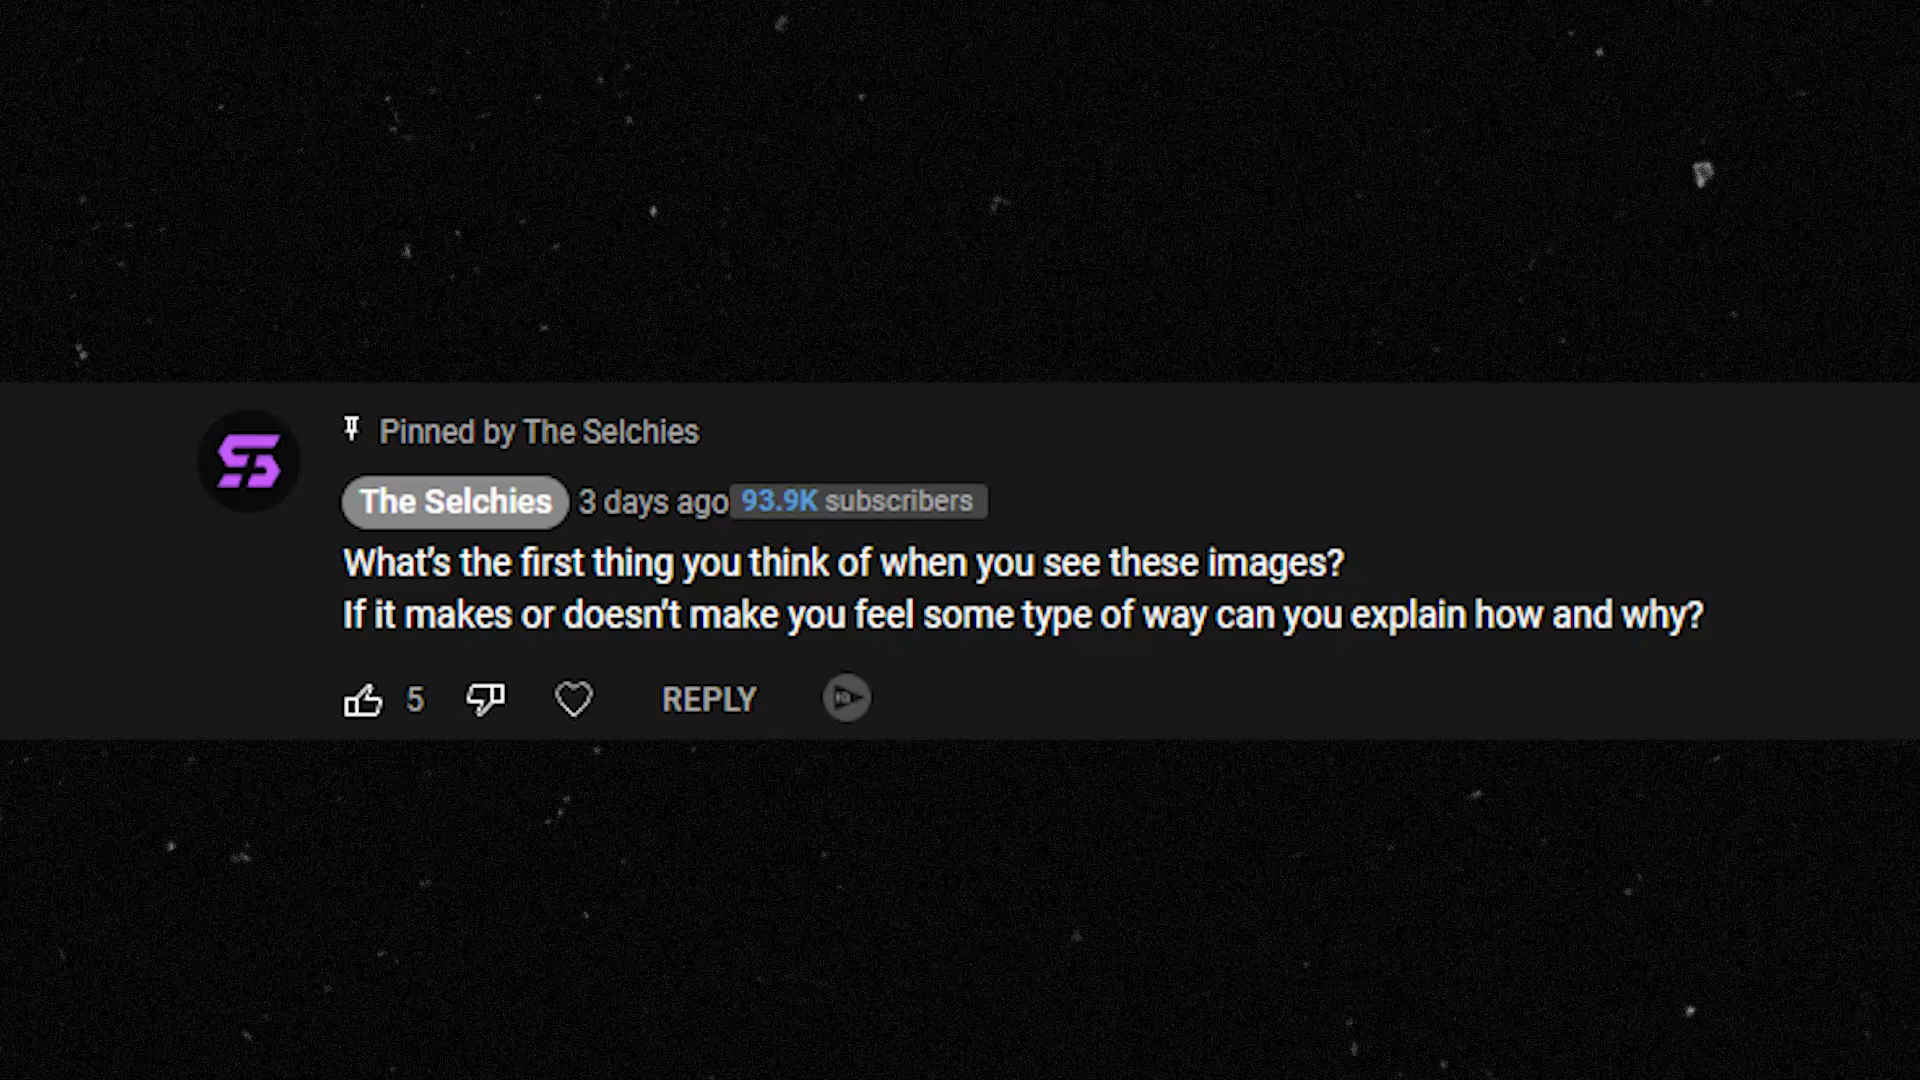 Pinned by The Selchies
The Selchies 3 days ago 93.9K subscribers
What's the first thing you think of when you see these images?
If it makes or doesn't make you feel some type of way can you explain how and why?
5 REPLY